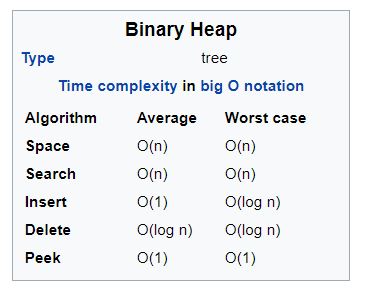 Binary Heap
Type tree
Time complexity in big O notation
Algorithm Average Worst case
Space O(n) O(n)
Search O(n) O(n)
Insert O(1) O(log n)
Delete O(log n) O(log n)
Peek O(1) O(1)